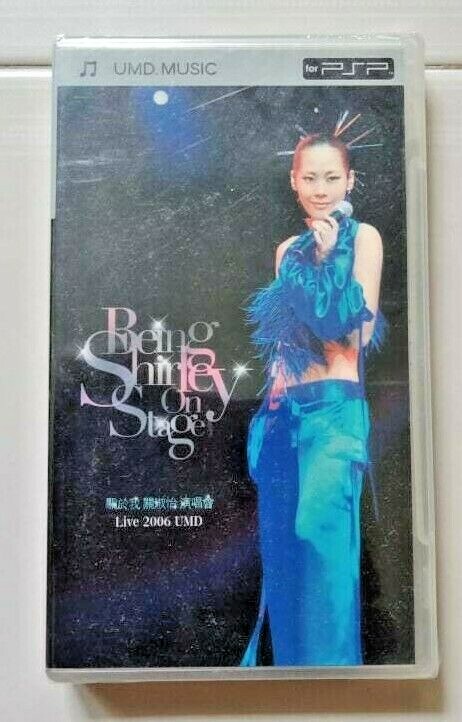 UMD. MUSIC
for PSP
Being
Shirley
On
Stage
關於我 關淑怡 演唱會
Live 2006 UMD